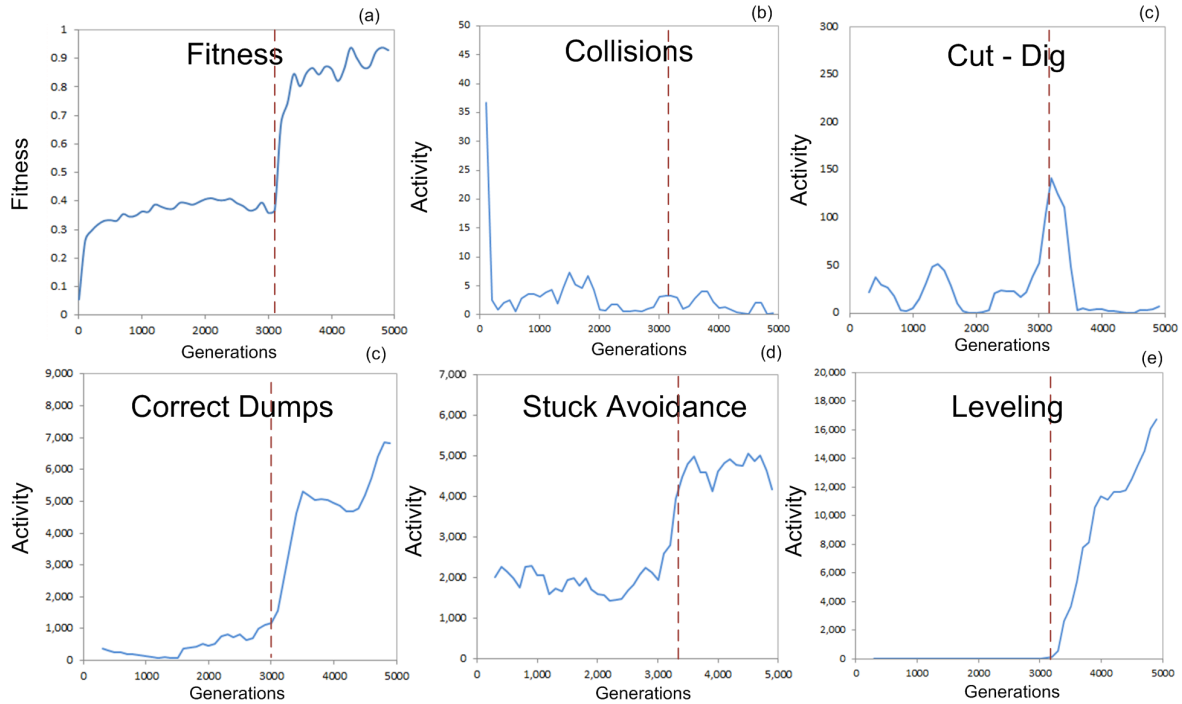 (a)
Fitness
Fitness
1
0.9
0.8
0.7
0.6
0.5
0.4
0.3
0.2
0.1
0
0 1000 2000 3000 4000 5000
Generations
(b)
Collisions
Activity
50
45
40
35
30
25
20
15
10
5
0
0 1000 2000 3000 4000 5000
Generations
(c)
Cut - Dig
Activity
300
250
200
150
100
50
0
0 1000 2000 3000 4000 5000
Generations
(c)
Correct Dumps
Activity
9,000
8,000
7,000
6,000
5,000
4,000
3,000
2,000
1,000
0
0 1000 2000 3000 4000 5000
Generations
(d)
Stuck Avoidance
Activity
7,000
6,000
5,000
4,000
3,000
2,000
1,000
0
0 1,000 2,000 3,000 4,000 5,000
Generations
(e)
Leveling
Activity
20,000
18,000
16,000
14,000
12,000
10,000
8,000
6,000
4,000
2,000
0
0 1000 2000 3000 4000 5000
Generations